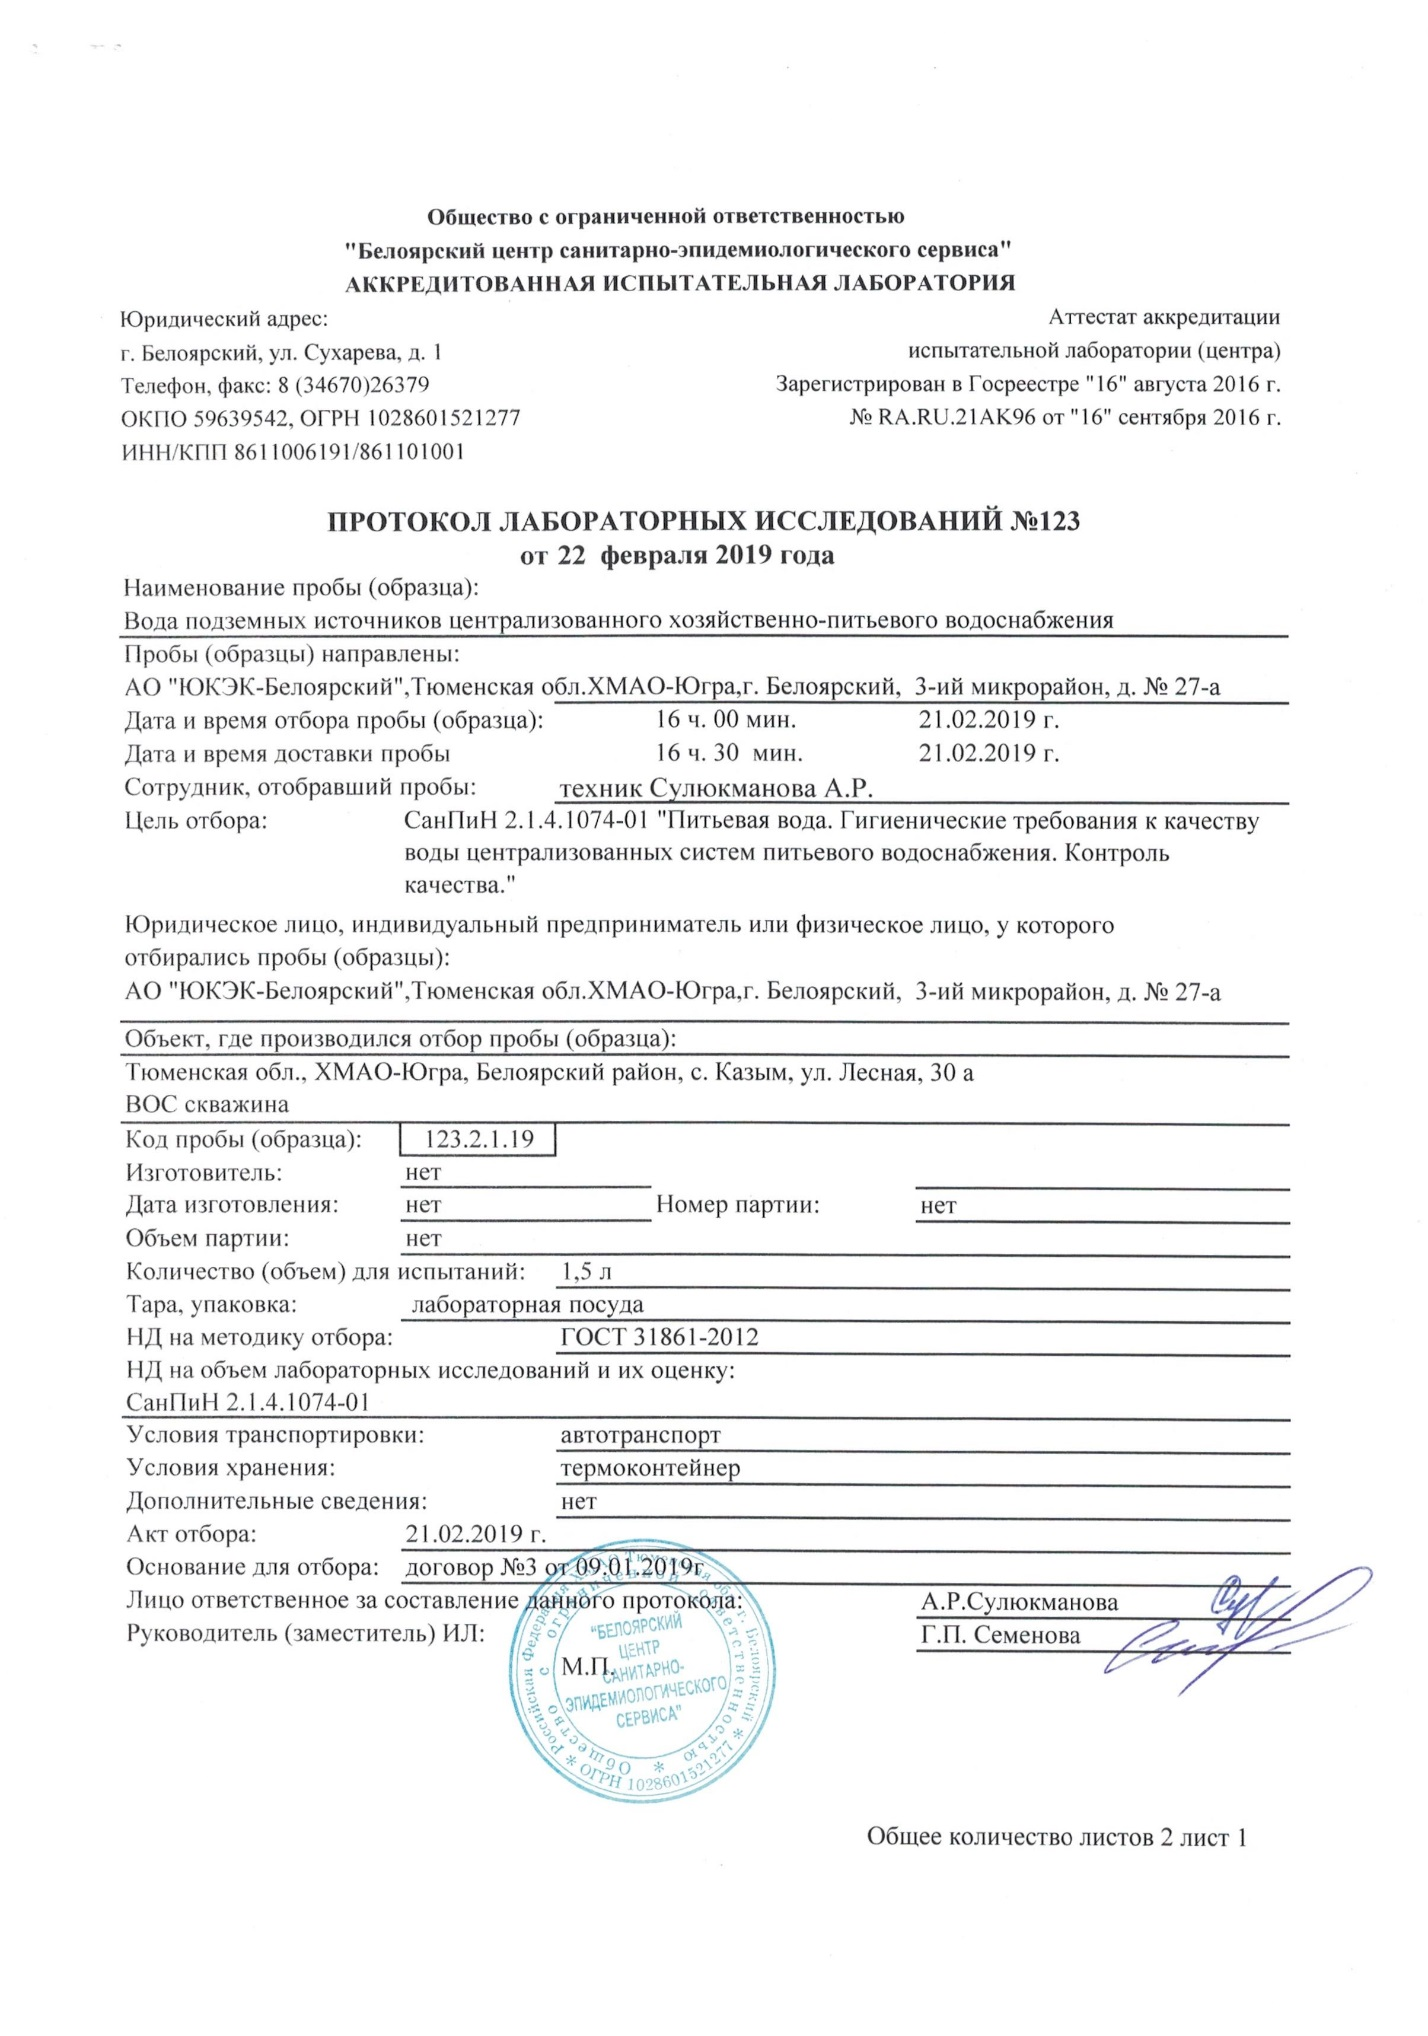 Общество с ограниченной ответственностью
"Белоярский центр санитарно-эпидемиологического сервиса"
АККРЕДИТОВАННАЯ ИСПЫТАТЕЛЬНАЯ ЛАБОРАТОРИЯ
Юридический адрес: Аттестат аккредитации
г. Белоярский, ул. Сухарева, д. 1 испытательной лаборатории (центра)
Телефон, факс: 8 (34670)26379 Зарегистрирован в Госреестре "16" августа 2016 г.
ОКПО 59639542, ОГРН 1028601521277 № RA.RU.21АК96 от "16" сентября 2016 г.
ИНН/КПП 8611006191/861101001
ПРОТОКОЛ ЛАБОРАТОРНЫХ ИССЛЕДОВАНИЙ №123
от 22 февраля 2019 года
Наименование пробы (образца):
Вода подземных источников централизованного хозяйственно-питьевого водоснабжения
Пробы (образцы) направлены:
АО "ЮКЭК-Белоярский",Тюменская обл.ХМАО-Югра,г. Белоярский, 3-ий микрорайон, д. № 27-а
Дата и время отбора пробы (образца): 16 ч. 00 мин. 21.02.2019 г.
Дата и время доставки пробы 16 ч. 30 мин. 21.02.2019 г.
Сотрудник, отобравший пробы: техник Сулюкманова А.Р.
Цель отбора: СанПиН 2.1.4.1074-01 "Питьевая вода. Гигиенические требования к качеству
воды централизованных систем питьевого водоснабжения. Контроль
качества."
Юридическое лицо, индивидуальный предприниматель или физическое лицо, у которого
отбирались пробы (образцы):
АО "ЮКЭК-Белоярский",Тюменская обл.ХМАО-Югра,г. Белоярский, 3-ий микрорайон, д. № 27-а
Объект, где производился отбор пробы (образца):
Тюменская обл., ХМАО-Югра, Белоярский район, с. Казым, ул. Лесная, 30 а
ВОС скважина
Код пробы (образца): 123.2.1.19
Изготовитель: нет
Дата изготовления: нет Номер партии: нет
Объем партии: нет
Количество (объем) для испытаний: 1,5 л
Тара, упаковка: лабораторная посуда
НД на методику отбора: ГОСТ 31861-2012
НД на объем лабораторных исследований и их оценку:
СанПиН 2.1.4.1074-01
Условия транспортировки: автотранспорт
Условия хранения: термоконтейнер
Дополнительные сведения: нет
Акт отбора: 21.02.2019 г.
Основание для отбора: договор №3 от 09.01.2019г
Лицо ответственное за составление данного протокола: А.Р.Сулюкманова
Руководитель (заместитель) ИЛ: Г.П. Семенова
М.П.
"БЕЛОЯРСКИЙ
ЦЕНТР
САНИТАРНО-
ЭПИДЕМИОЛОГИЧЕСКОГО
СЕРВИСА"
Общество с ограниченной ответственностью *
* Российская Федерация ХМАО Тюменская обл. г. Белоярский * ОГРН 1028601521277
Общее количество листов 2 лист 1